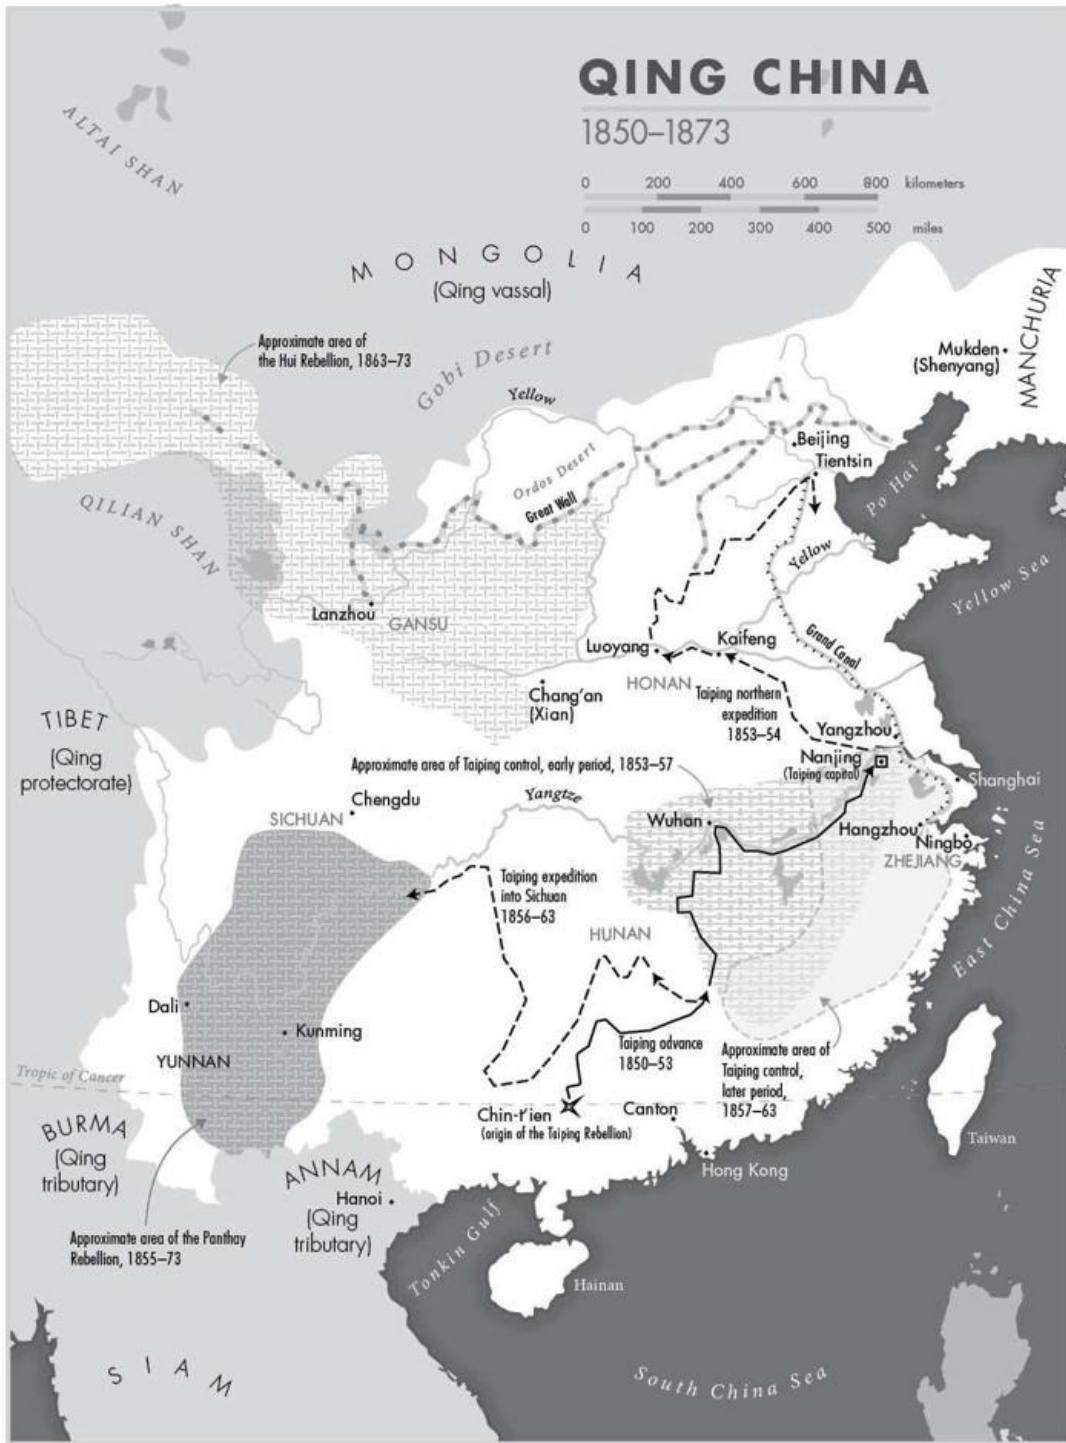 QING CHINA
1850–1873
0 200 400 600 800 kilometers
0 100 200 300 400 500 miles
ALTAI SHAN
MONGOLIA
(Qing vassal)
MANCHURIA
Approximate area of
the Hui Rebellion, 1863–73
Gobi Desert
Mukden
(Shenyang)
Yellow
Beijing
Tientsin
Ordos Desert
Great Wall
Po Hai
QILIAN SHAN
Yellow
Yellow Sea
Lanzhou
GANSU
Luoyang
Kaifeng
Grand Canal
HONAN
Chang'an
(Xian)
Taiping northern
expedition
1853–54
TIBET
(Qing
protectorate)
Yangzhou
Nanjing
(Taiping capital)
Approximate area of Taiping control, early period, 1853–57
Shanghai
Chengdu
Yangtze
SICHUAN
Wuhan
Hangzhou
Ningbo
ZHEJIANG
Taiping expedition
into Sichuan
1856–63
East China Sea
HUNAN
Dali
Kunming
YUNNAN
Taiping advance
1850–53
Approximate area of
Taiping control,
later period,
1857–63
Tropic of Cancer
Chin-t'ien
(origin of the Taiping Rebellion)
Canton
BURMA
(Qing
tributary)
Taiwan
Hong Kong
ANNAM
Hanoi
(Qing
tributary)
Approximate area of the Panthay
Rebellion, 1855–73
Tonkin Gulf
Hainan
SIAM
South China Sea